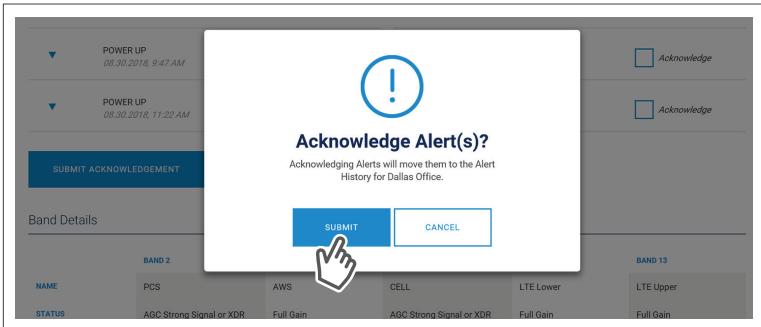 POWER UP
08.30.2018, 9:47 AM
Acknowledge
POWER UP
08.30.2018, 11:22 AM
Acknowledge
SUBMIT ACKNOWLEDGEMENT
!
Acknowledge Alert(s)?
Acknowledging Alerts will move them to the Alert
History for Dallas Office.
SUBMIT
CANCEL
Band Details
BAND 2
BAND 13
NAME PCS AWS CELL LTE Lower LTE Upper
STATUS AGC Strong Signal or XDR Full Gain AGC Strong Signal or XDR Full Gain Full Gain